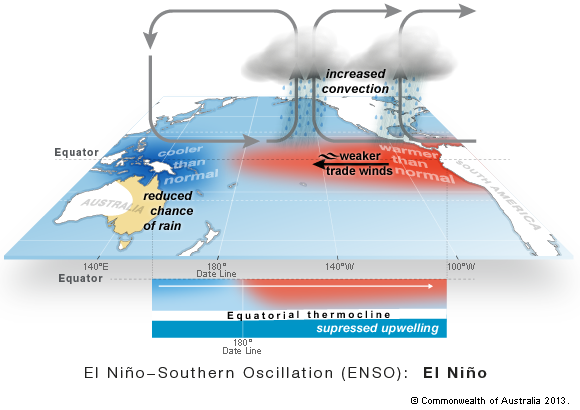 increased
convection
Equator
cooler
than
normal
weaker
trade winds
warmer
than
normal
SOUTH AMERICA
AUSTRALIA
reduced
chance
of rain
140°E
180°
Date Line
140°W
100°W
Equator
Equatorial thermocline
supressed upwelling
180°
Date Line
El Niño–Southern Oscillation (ENSO): El Niño
© Commonwealth of Australia 2013.